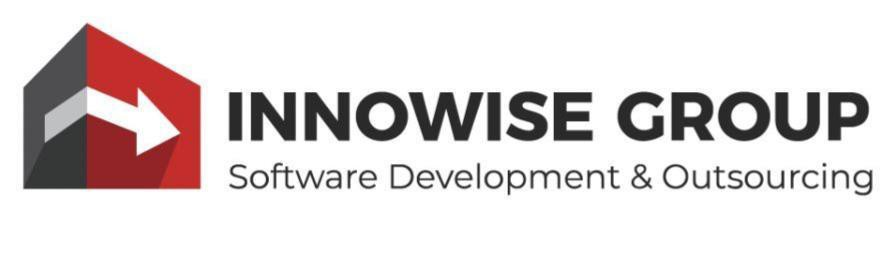 INNOWISE GROUP
Software Development & Outsourcing